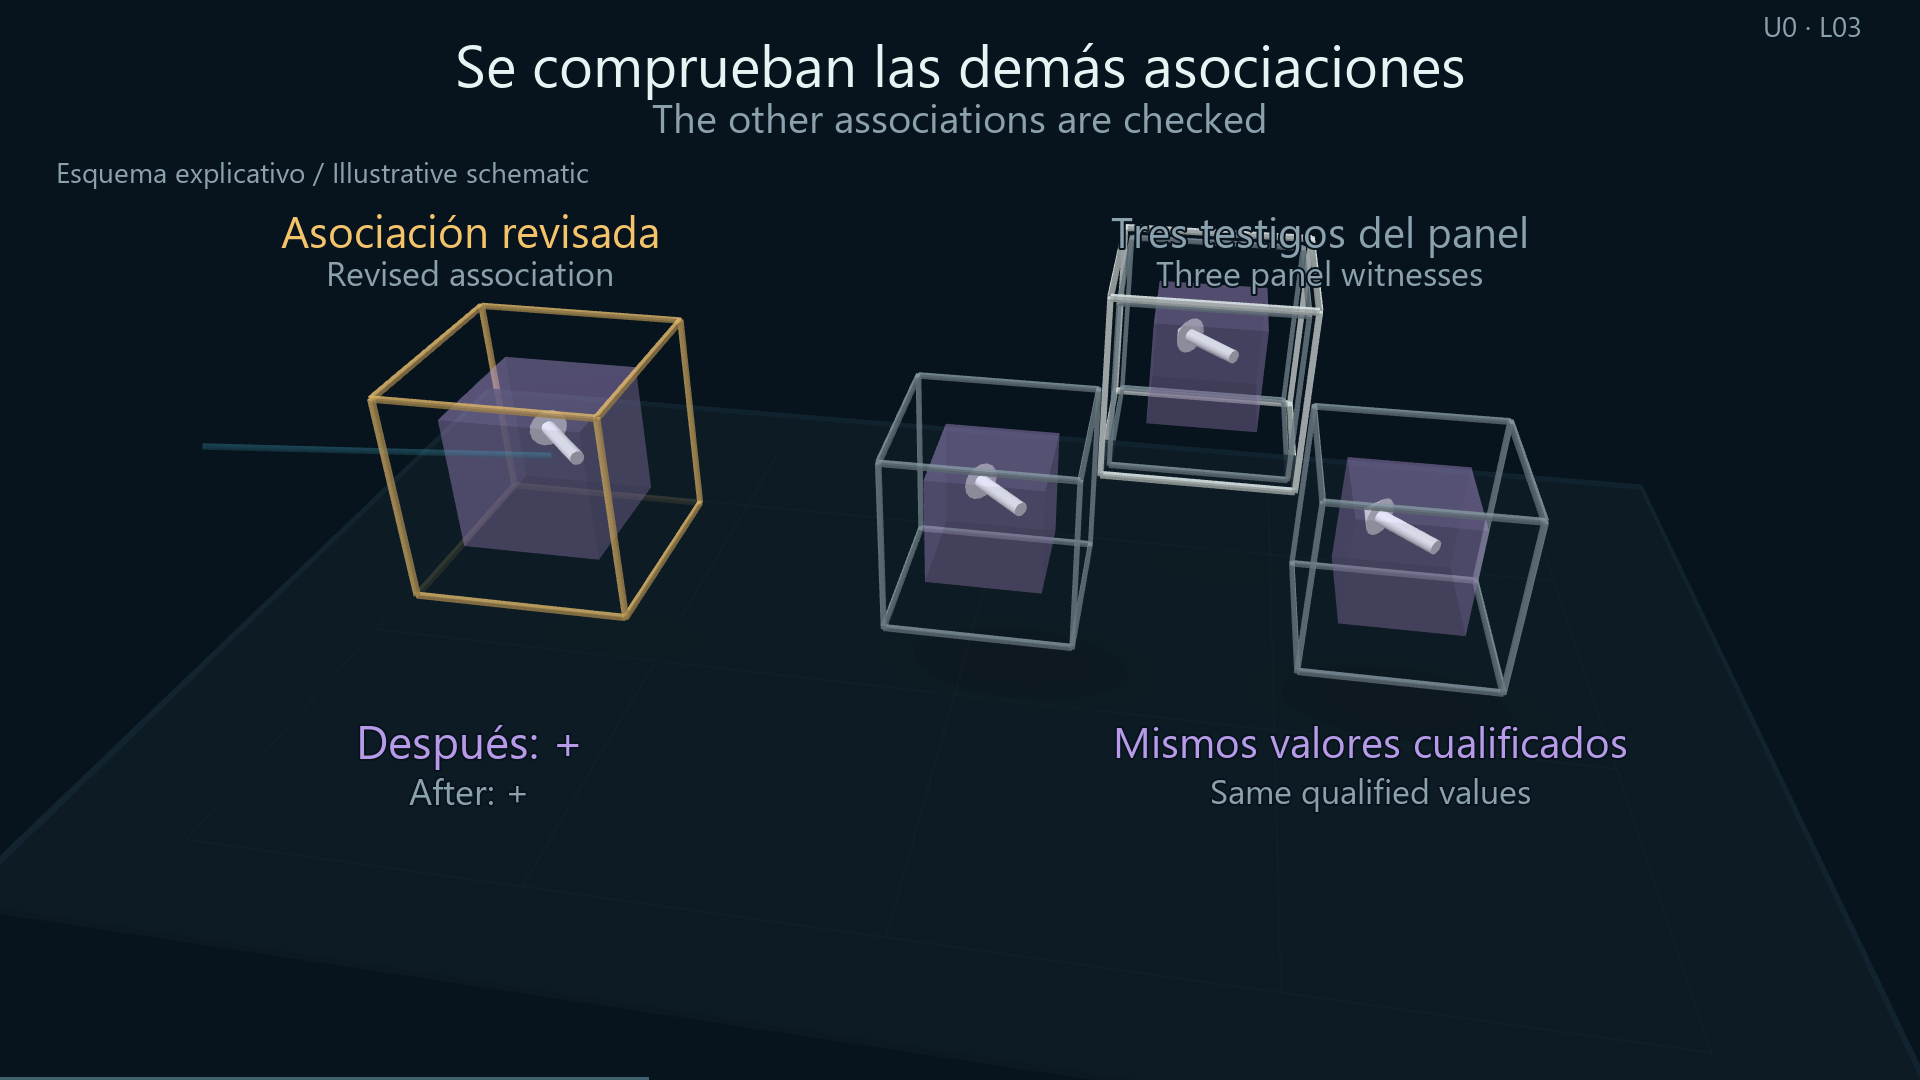 U0 · L03
Se comprueban las demás asociaciones
The other associations are checked
Esquema explicativo / Illustrative schematic
Asociación revisada
Revised association
Tres testigos del panel
Three panel witnesses
Después: +
After: +
Mismos valores cualificados
Same qualified values